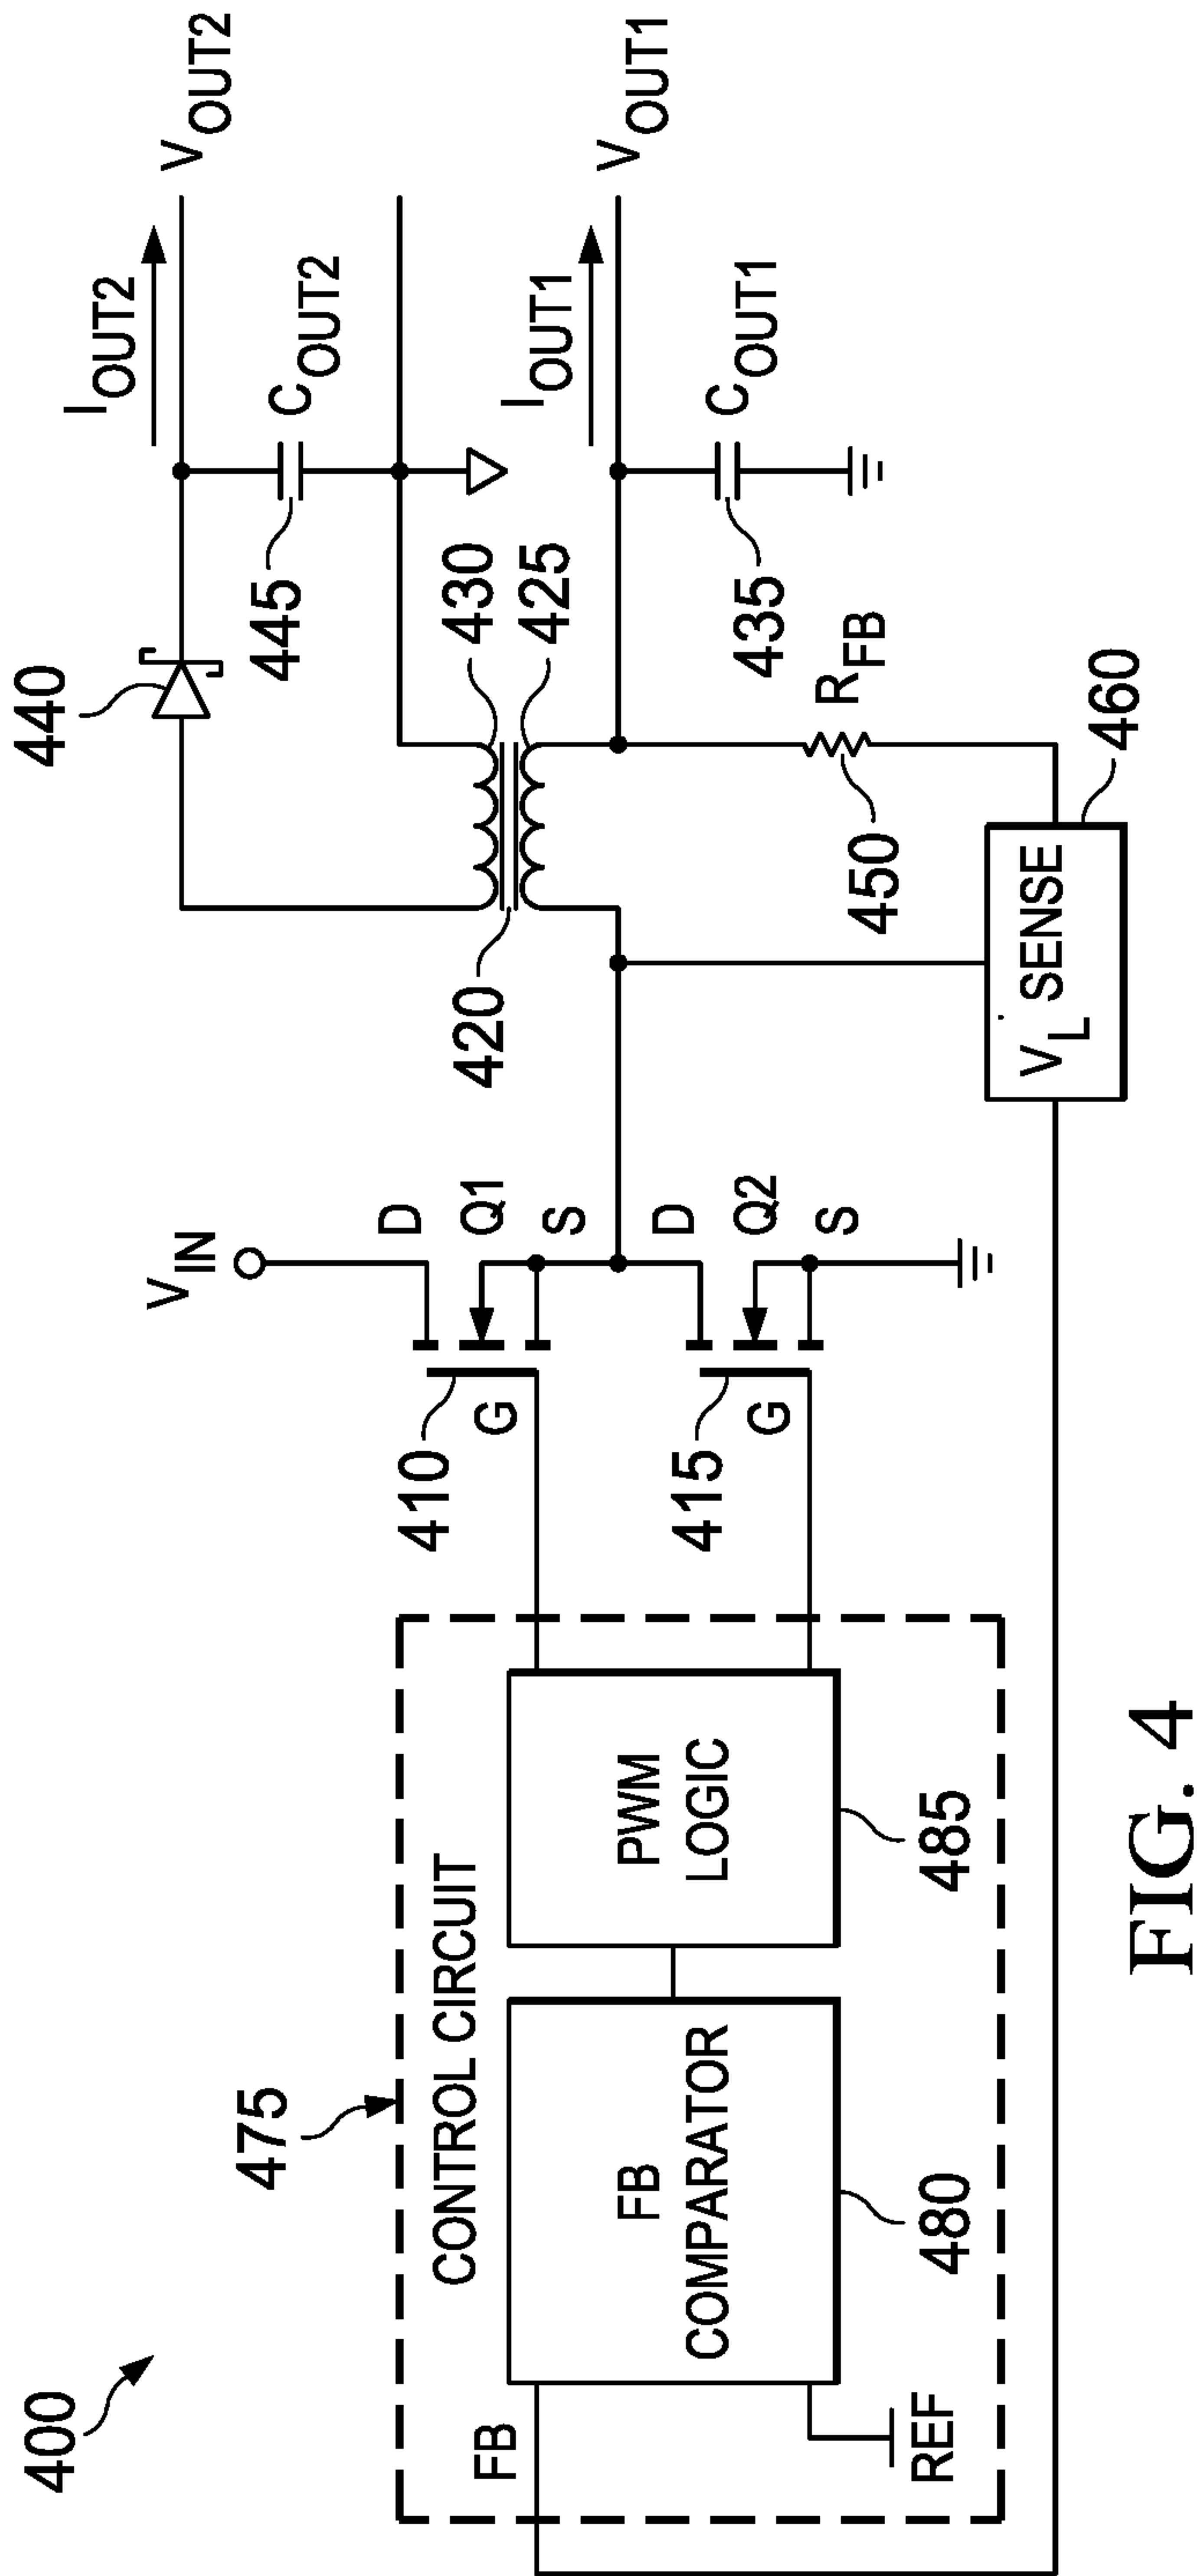 400
475
CONTROL CIRCUIT
FB
REF
FB
COMPARATOR
480
PWM
LOGIC
485
410
G
415
G
VIN
D
Q1
S
D
Q2
S
420
430
425
440
445
COUT2
IOUT2
VOUT2
IOUT1
VOUT1
COUT1
435
RFB
450
VL SENSE
460
FIG. 4